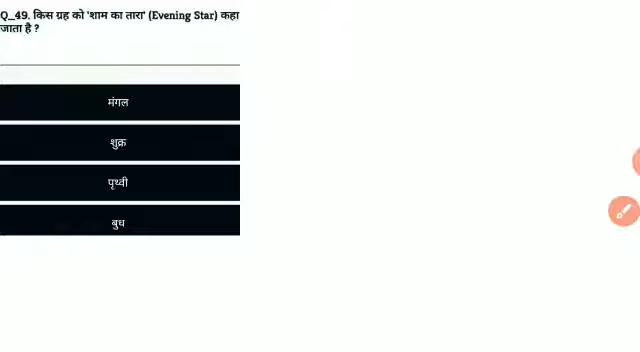 Q_49. किस ग्रह को 'शाम का तारा' (Evening Star) कहा
जाता है ?
मंगल
शुक्र
पृथ्वी
बुध